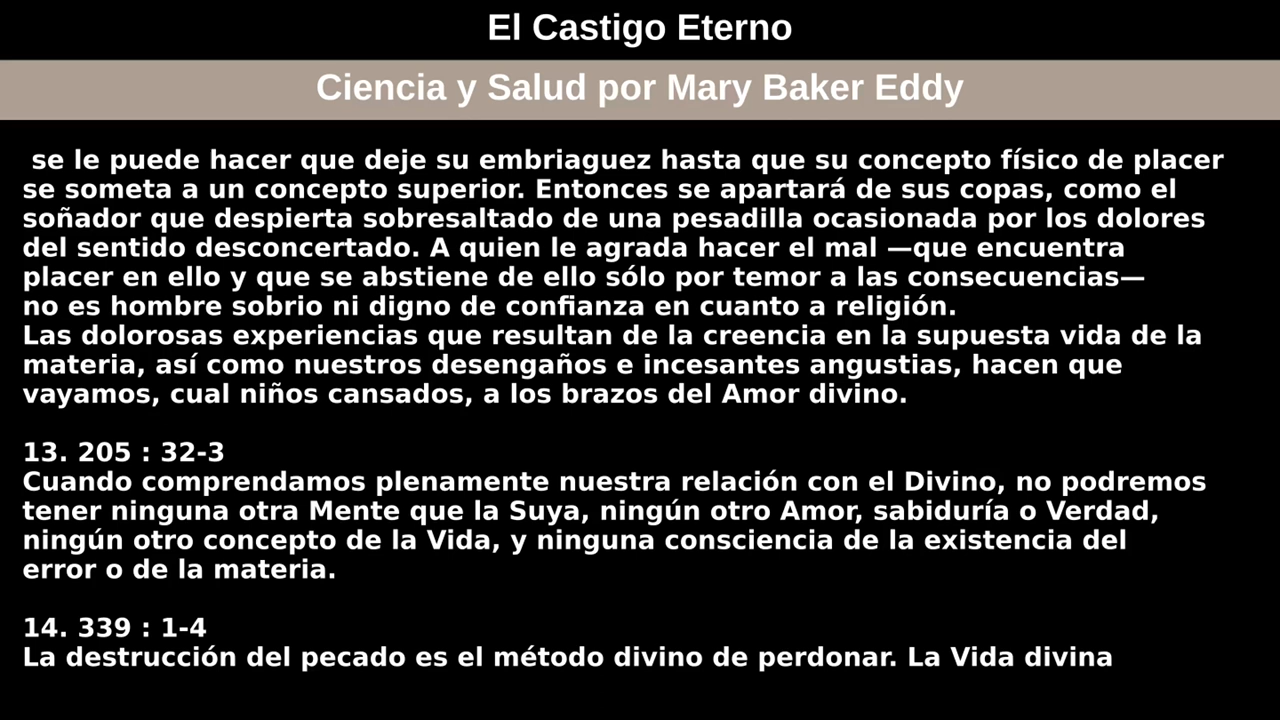 El Castigo Eterno
Ciencia y Salud por Mary Baker Eddy
se le puede hacer que deje su embriaguez hasta que su concepto físico de placer
se someta a un concepto superior. Entonces se apartará de sus copas, como el
soñador que despierta sobresaltado de una pesadilla ocasionada por los dolores
del sentido desconcertado. A quien le agrada hacer el mal —que encuentra
placer en ello y que se abstiene de ello sólo por temor a las consecuencias—
no es hombre sobrio ni digno de confianza en cuanto a religión.
Las dolorosas experiencias que resultan de la creencia en la supuesta vida de la
materia, así como nuestros desengaños e incesantes angustias, hacen que
vayamos, cual niños cansados, a los brazos del Amor divino.
13. 205 : 32-3
Cuando comprendamos plenamente nuestra relación con el Divino, no podremos
tener ninguna otra Mente que la Suya, ningún otro Amor, sabiduría o Verdad,
ningún otro concepto de la Vida, y ninguna consciencia de la existencia del
error o de la materia.
14. 339 : 1-4
La destrucción del pecado es el método divino de perdonar. La Vida divina